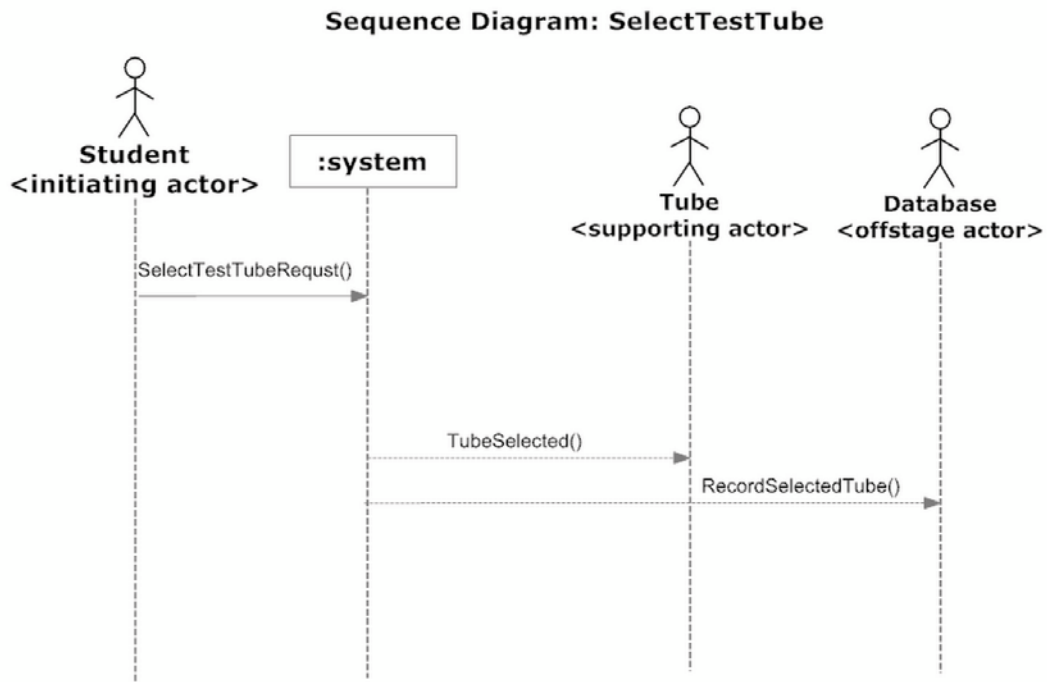 Sequence Diagram: SelectTestTube
Student
<initiating actor>
:system
Tube
<supporting actor>
Database
<offstage actor>
SelectTestTubeRequst()
TubeSelected()
RecordSelectedTube()